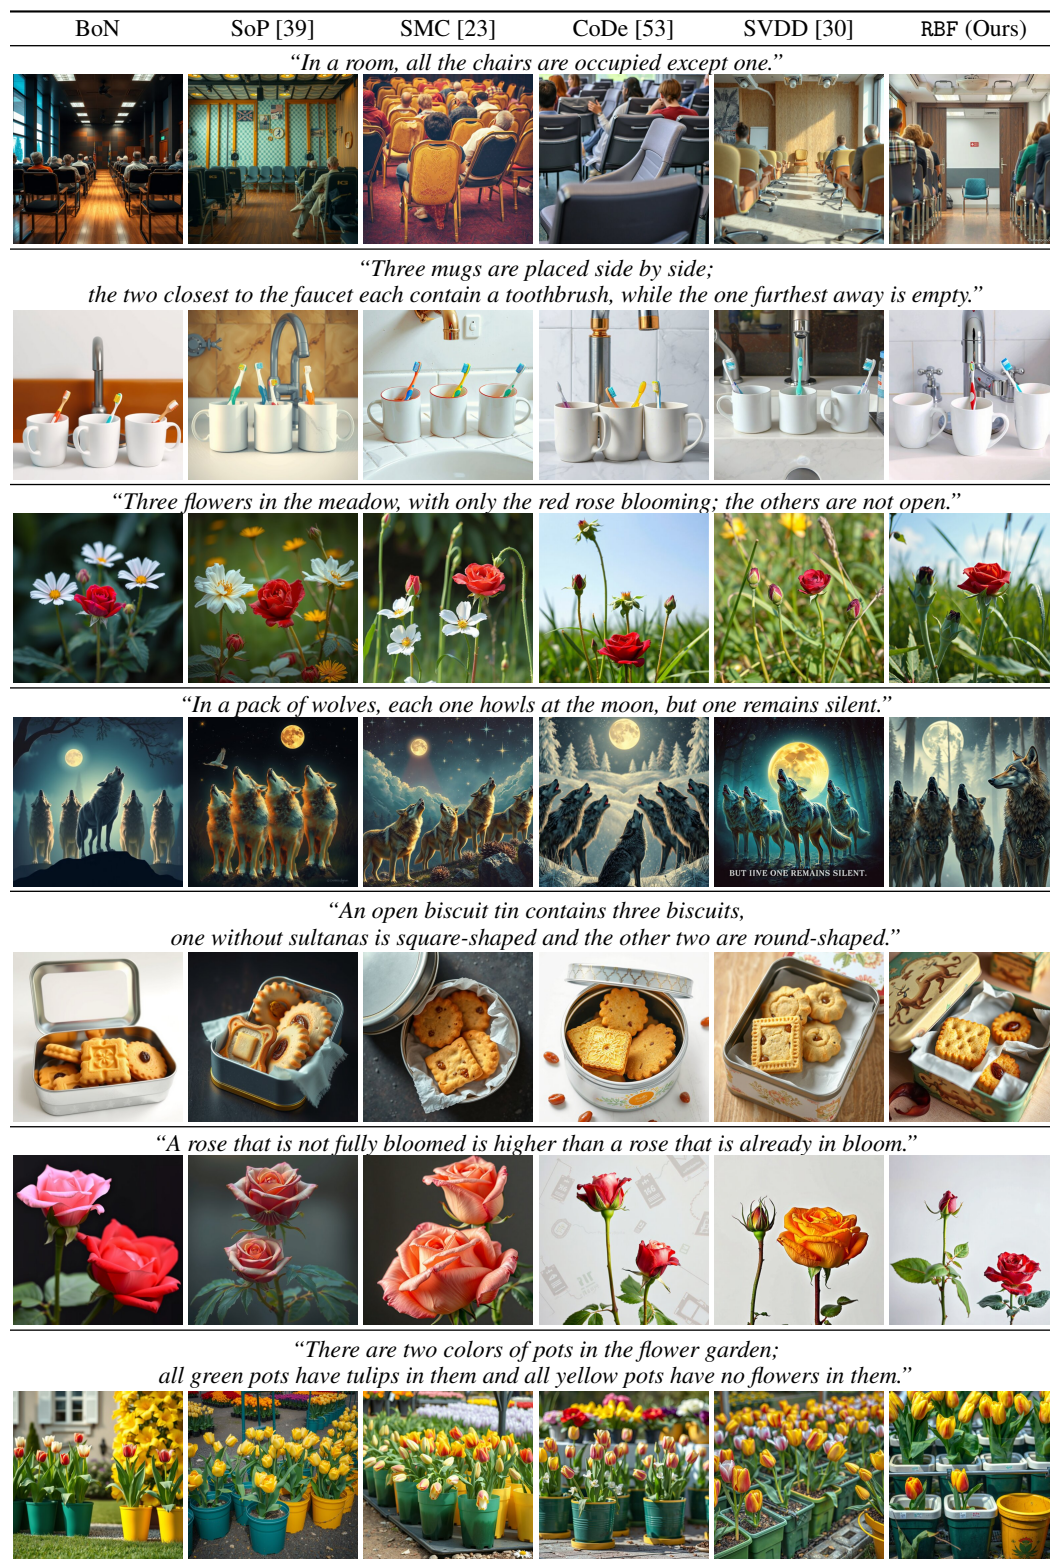 BoN SoP [39] SMC [23] CoDe [53] SVDD [30] RBF (Ours)
“In a room, all the chairs are occupied except one.”
“Three mugs are placed side by side;
the two closest to the faucet each contain a toothbrush, while the one furthest away is empty.”
“Three flowers in the meadow, with only the red rose blooming; the others are not open.”
“In a pack of wolves, each one howls at the moon, but one remains silent.”
BUT IIVE ONE REMAINS SILENT.
“An open biscuit tin contains three biscuits,
one without sultanas is square-shaped and the other two are round-shaped.”
“A rose that is not fully bloomed is higher than a rose that is already in bloom.”
“There are two colors of pots in the flower garden;
all green pots have tulips in them and all yellow pots have no flowers in them.”